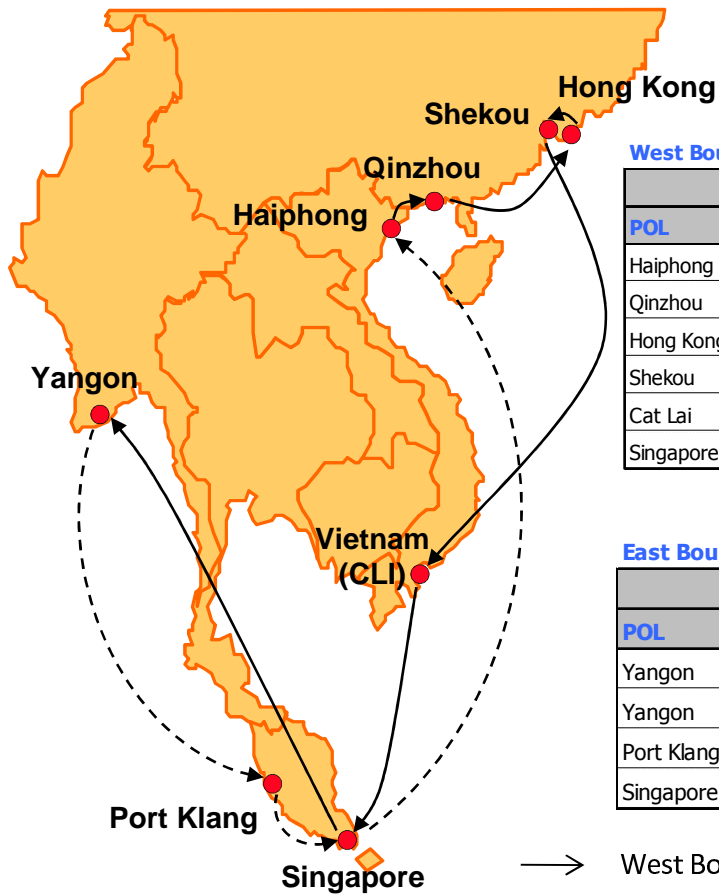 Hong Kong
Shekou
Qinzhou
Haiphong
Yangon
Vietnam
(CLI)
Port Klang
Singapore
West Bou
POL
Haiphong
Qinzhou
Hong Kong
Shekou
Cat Lai
Singapore
East Bou
POL
Yangon
Yangon
Port Klang
Singapore
West Bo